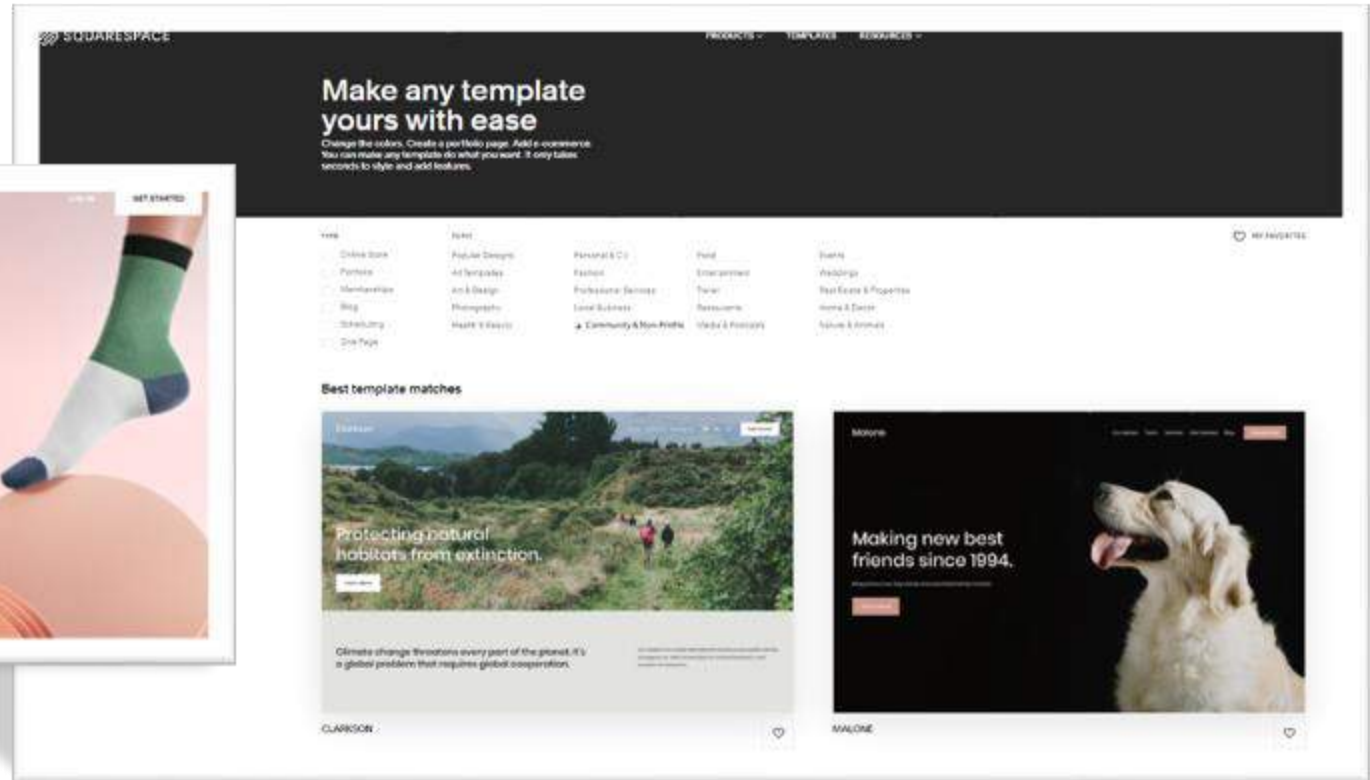 SQUARESPACE
PRODUCTS
TEMPLATES
RESOURCES
Make any template
yours with ease
Change the colors. Create a portfolio page. Add e-commerce.
You can make any template do what you want. It only takes
seconds to style and add features.
GET STARTED
TYPE
MY FAVORITES
Online Store
Popular Designs
Personal & CV
Food
Events
Portfolio
All Templates
Fashion
Entertainment
Weddings
Memberships
Art & Design
Professional Services
Travel
Real Estate & Properties
Blog
Photography
Local Business
Restaurants
Home & Decor
Scheduling
Health & Beauty
Community & Non-Profits
Media & Podcasts
Nature & Animals
One Page
Best template matches
Protecting natural
habitats from extinction.
Climate change threatens every part of the planet. It's
a global problem that requires global cooperation.
CLARKSON
Malone
Making new best
friends since 1994.
MALONE